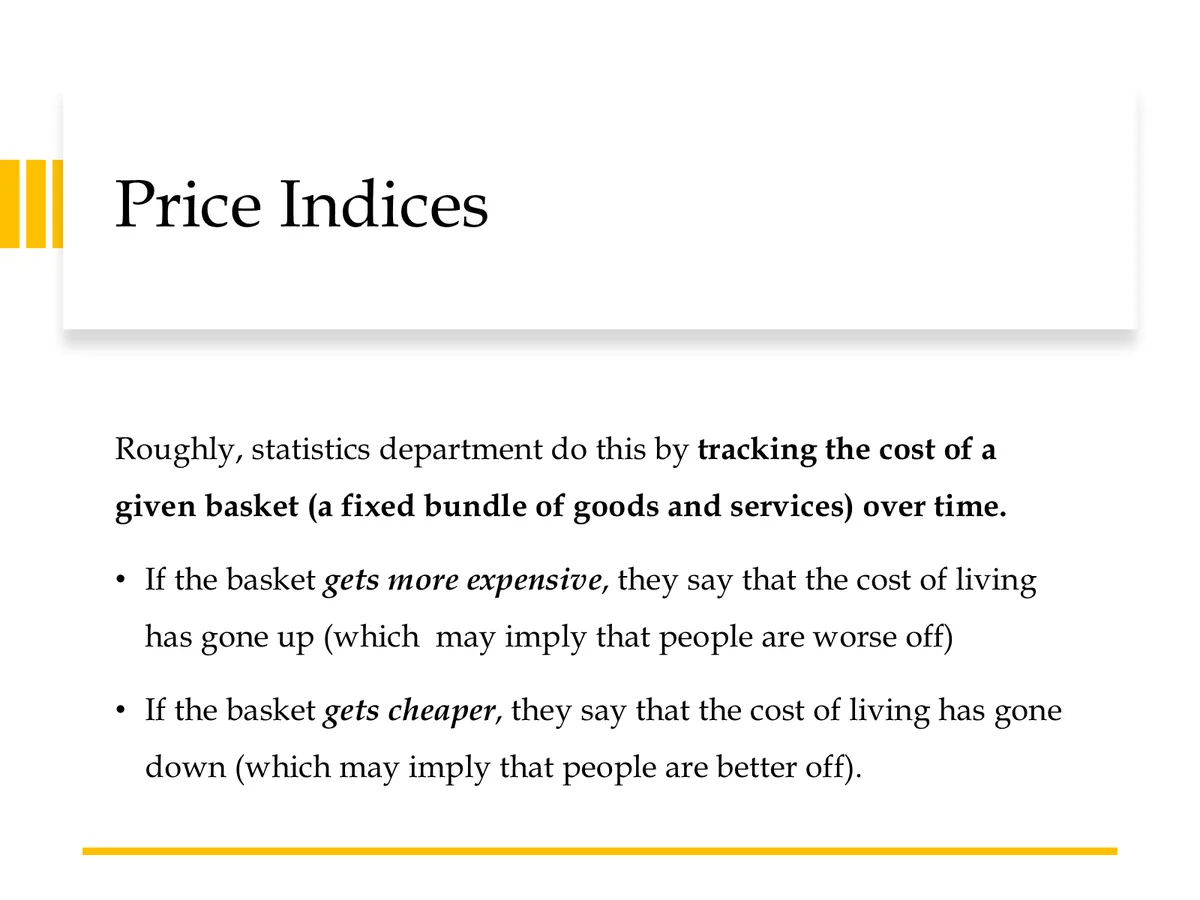 Price Indices
Roughly, statistics department do this by tracking the cost of a
given basket (a fixed bundle of goods and services) over time.
• If the basket gets more expensive, they say that the cost of living
has gone up (which  may imply that people are worse off)
• If the basket gets cheaper, they say that the cost of living has gone
down (which may imply that people are better off).